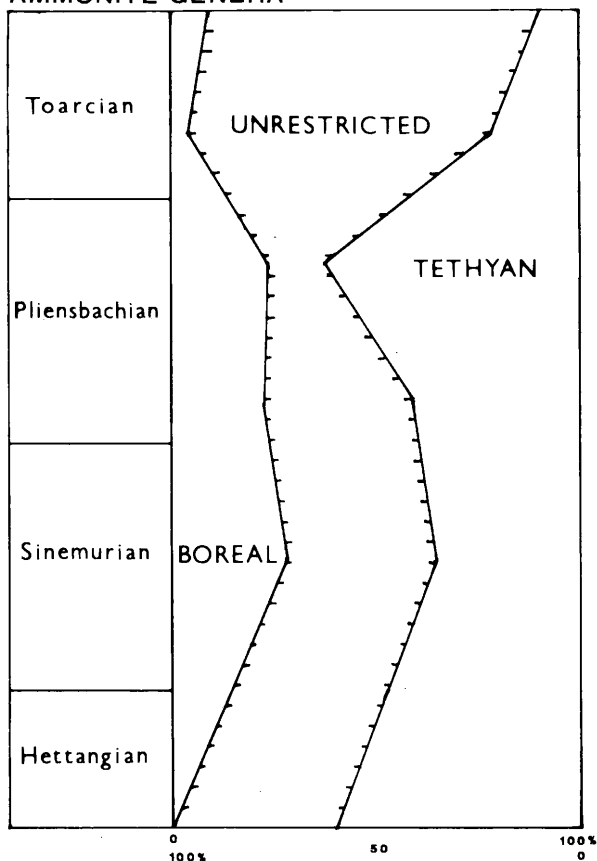 AMMONITE GENERA
Toarcian
UNRESTRICTED
TETHYAN
Pliensbachian
Sinemurian
BOREAL
Hettangian
0 50 100%
100% 0